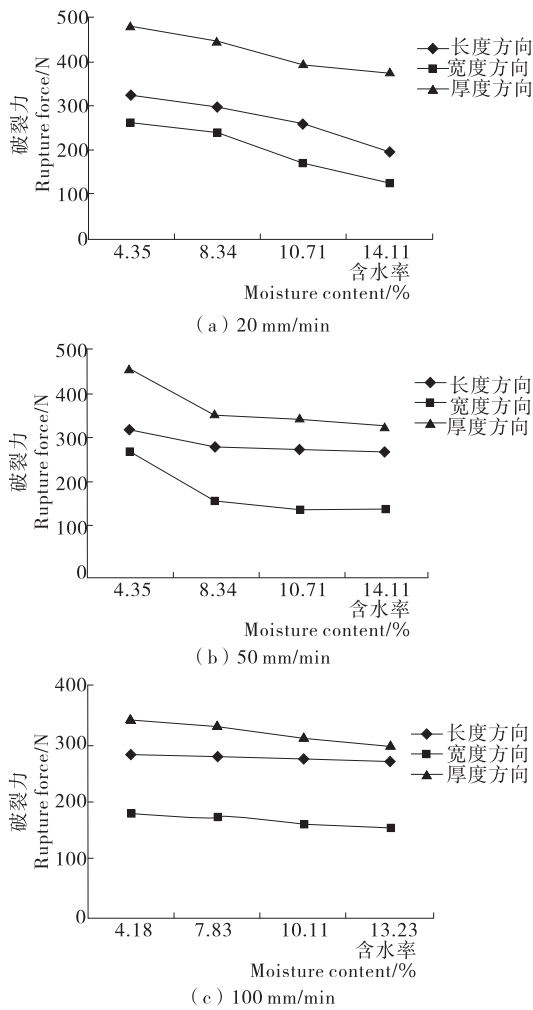 500
400
300
200
100
0
破裂力
Rupture force/N
长度方向
宽度方向
厚度方向
4.35 8.34 10.71 14.11
含水率
Moisture content/%
（a）20 mm/min
500
400
300
200
100
0
破裂力
Rupture force/N
长度方向
宽度方向
厚度方向
4.35 8.34 10.71 14.11
含水率
Moisture content/%
（b）50 mm/min
400
300
200
100
0
破裂力
Rupture force/N
长度方向
宽度方向
厚度方向
4.18 7.83 10.11 13.23
含水率
Moisture content/%
（c）100 mm/min